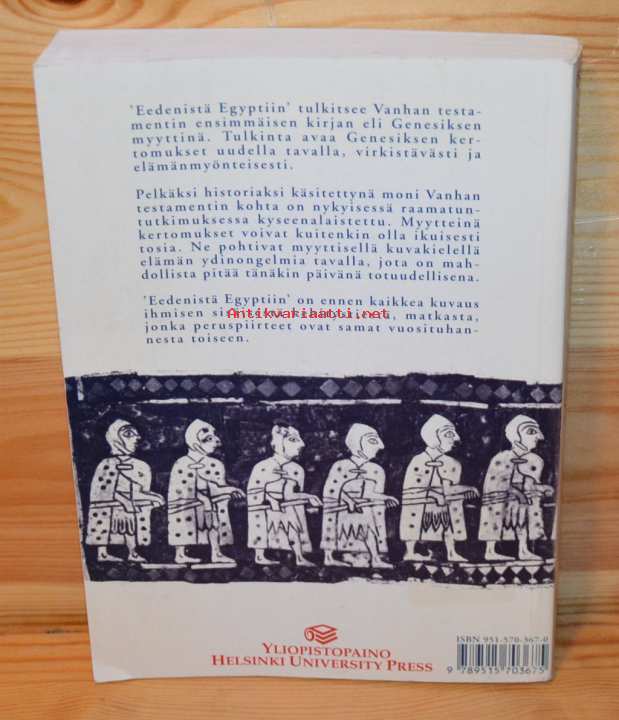 'Eedenistä Egyptiin' tulkitsee Vanhan testa-
mentin ensimmäisen kirjan eli Genesiksen
myyttinä. Tulkinta avaa Genesiksen ker-
tomukset uudella tavalla, virkistävästi ja
elämänmyönteisesti.
Pelkäksi historiaksi käsitettynä moni Vanhan
testamentin kohta on nykyisessä raamatun-
tutkimuksessa kyseenalaistettu. Myytteinä
kertomukset voivat kuitenkin olla ikuisesti
tosia. Ne pohtivat myyttisellä kuvakielellä
elämän ydinongelmia tavalla, jota on mah-
dollista pitää tänäkin päivänä totuudellisena.
'Eedenistä Egyptiin' on ennen kaikkea kuvaus
ihmisen matkasta,
Antikvariaatti.net
jonka peruspiirteet ovat samat vuosituhan-
nesta toiseen.
YLIOPISTOPAINO
HELSINKI UNIVERSITY PRESS
ISBN 951-570-367-0
9 789515 703675